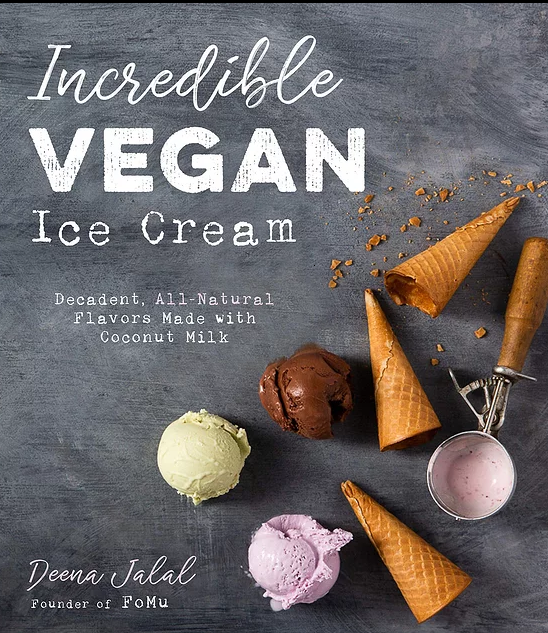 Incredible
VEGAN
Ice Cream
Decadent, All-Natural
Flavors Made with
Coconut Milk
Deena Jalal
Founder of FoMu